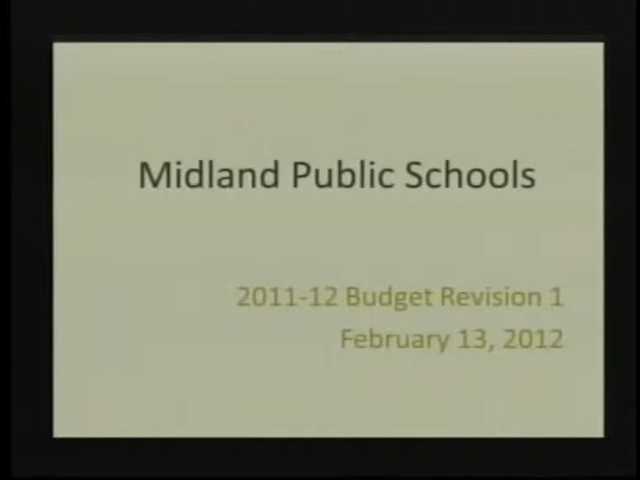 Midland Public Schools
2011-12 Budget Revision 1
February 13, 2012